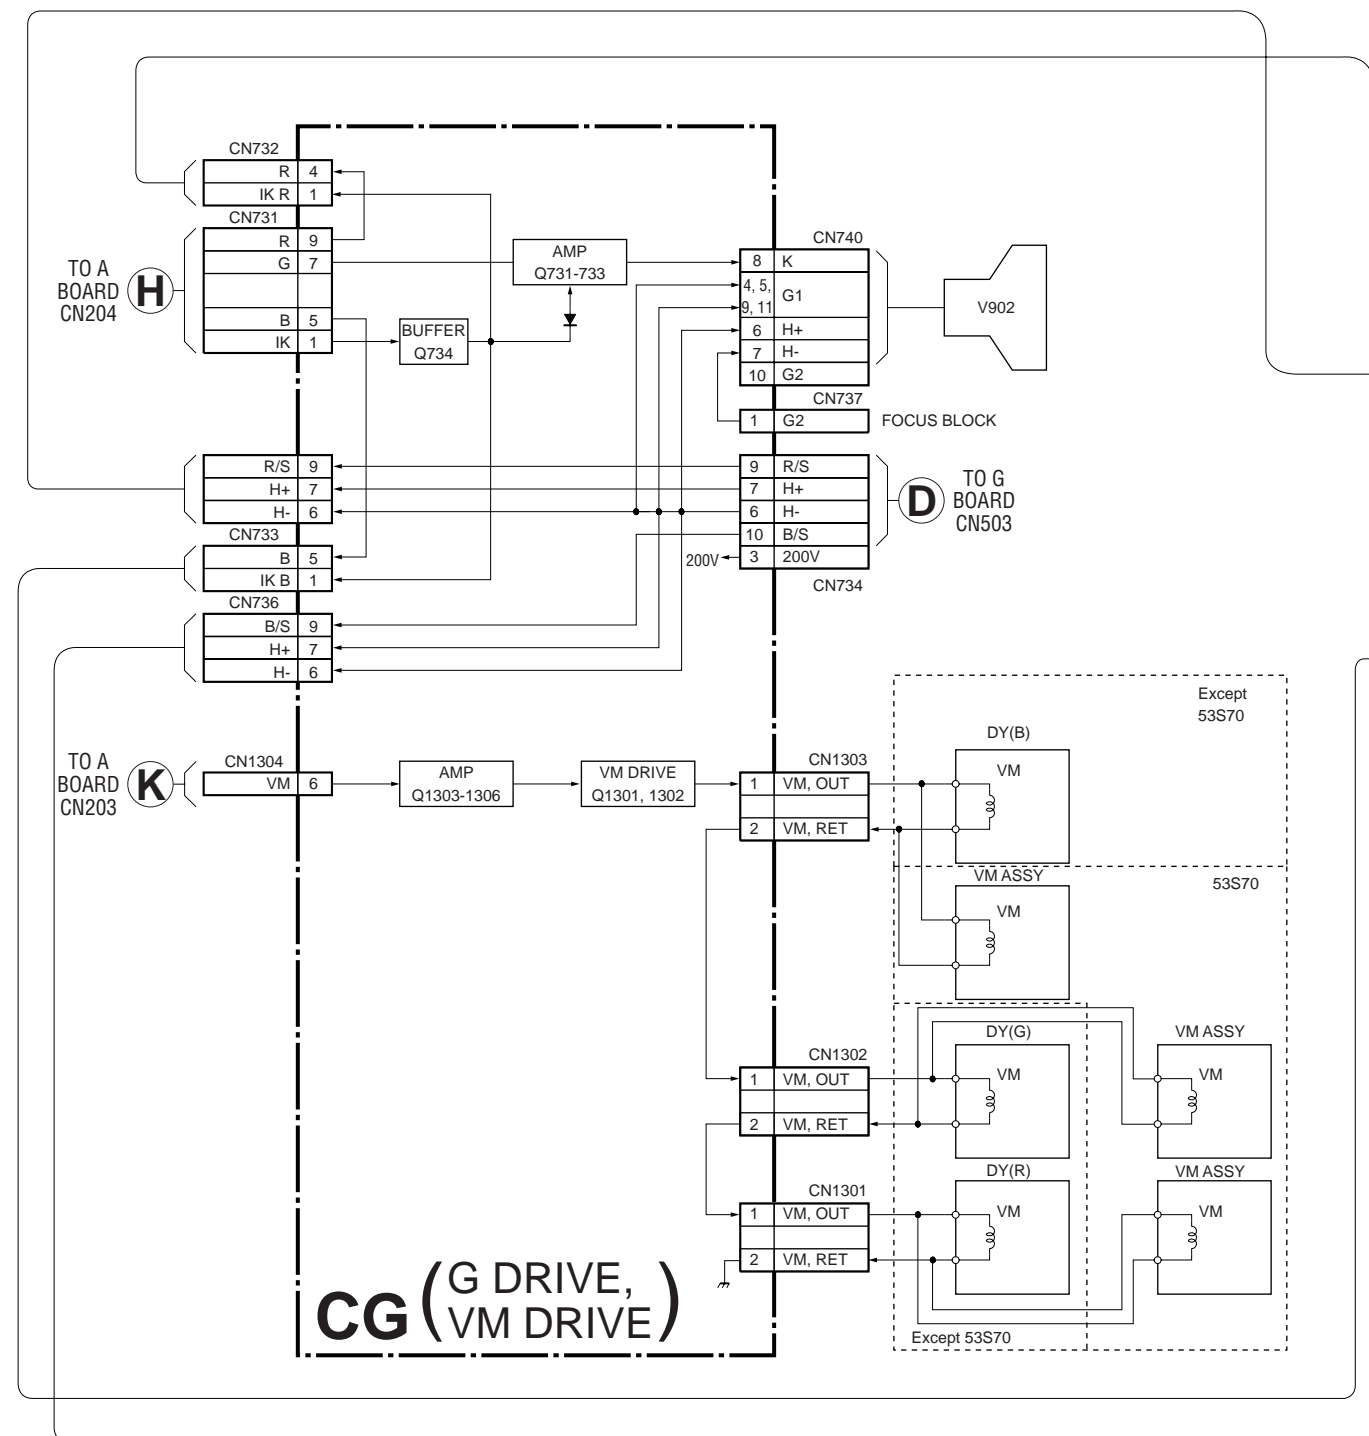 CN732
R 4
IK R 1
CN731
R 9
G 7
B 5
IK 1
TO A
BOARD
CN204
H
AMP
Q731-733
BUFFER
Q734
CN740
8 K
4, 5,
9, 11
G1
6 H+
7 H-
10 G2
V902
CN737
1 G2
FOCUS BLOCK
R/S 9
H+ 7
H- 6
9 R/S
7 H+
6 H-
10 B/S
3 200V
200V
CN734
D
TO G
BOARD
CN503
CN733
B 5
IK B 1
CN736
B/S 9
H+ 7
H- 6
TO A
BOARD
CN203
K
CN1304
VM 6
AMP
Q1303-1306
VM DRIVE
Q1301, 1302
CN1303
1 VM, OUT
2 VM, RET
Except
53S70
DY(B)
VM
VM ASSY
VM
53S70
CN1302
1 VM, OUT
2 VM, RET
DY(G)
VM
VM ASSY
VM
CN1301
1 VM, OUT
2 VM, RET
DY(R)
VM
VM ASSY
VM
Except 53S70
CG (G DRIVE,
VM DRIVE)